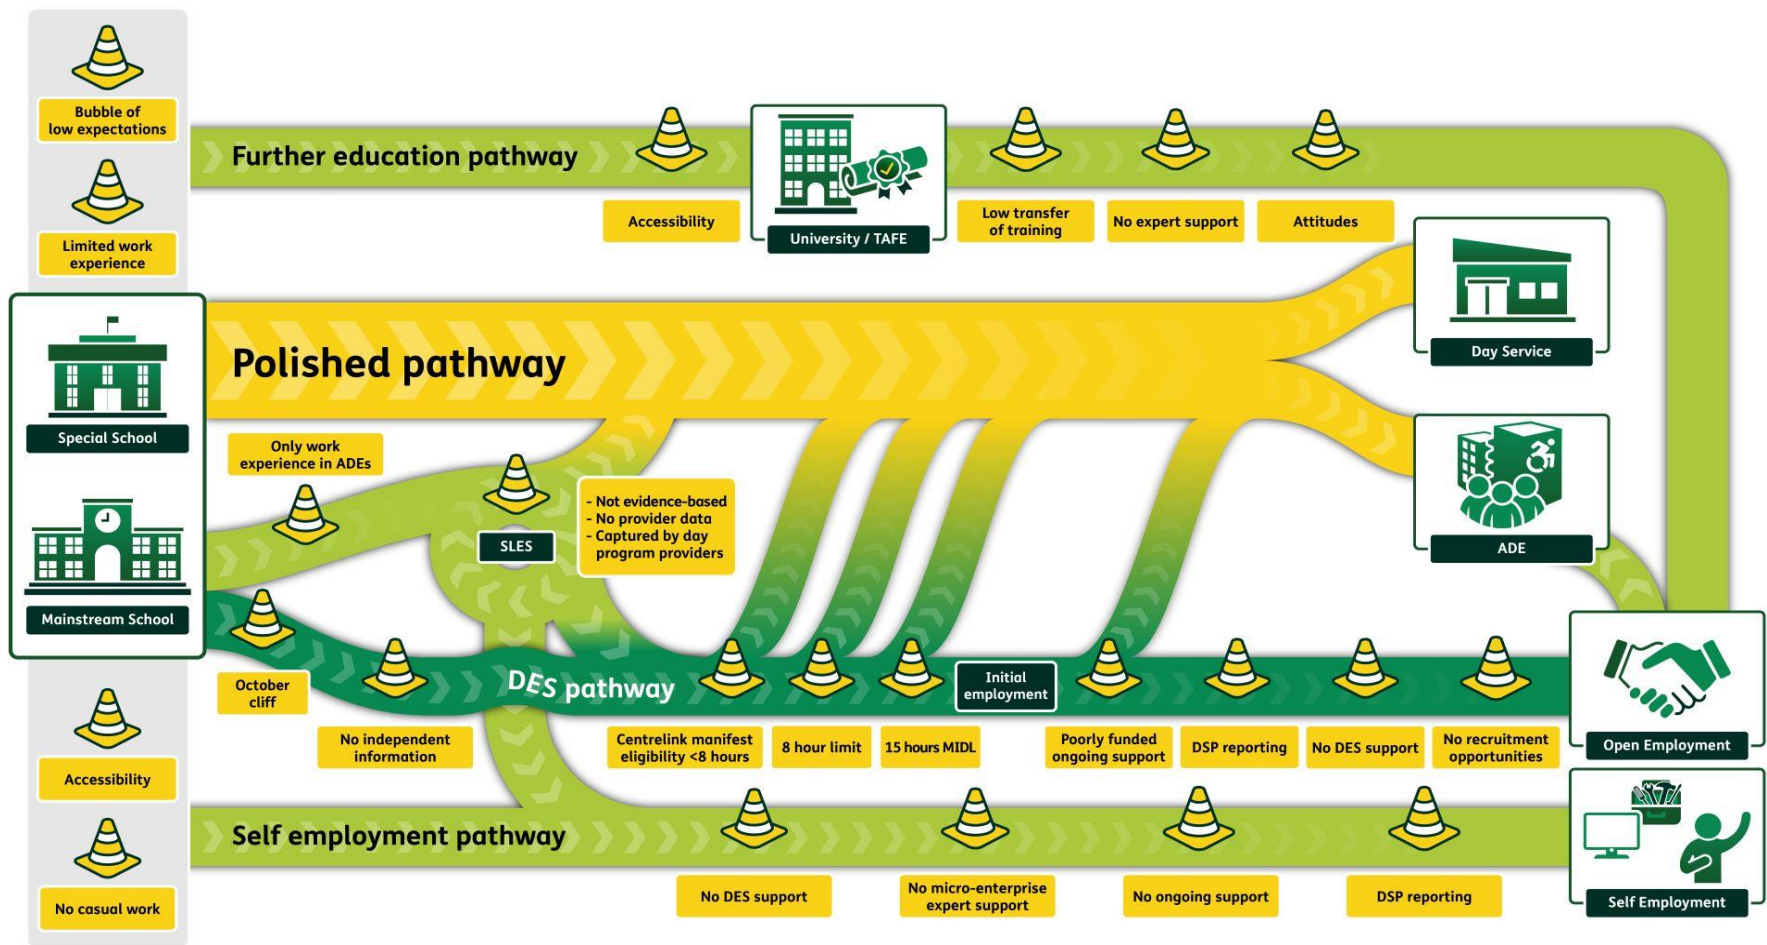 Bubble of
low expectations
Limited work
experience
Special School
Mainstream School
Accessibility
No casual work
Further education pathway
Accessibility
University / TAFE
Low transfer
of training
No expert support
Attitudes
Polished pathway
Day Service
ADE
Only work
experience in ADEs
SLES
- Not evidence-based
- No provider data
- Captured by day
program providers
October
cliff
No independent
information
DES pathway
Centrelink manifest
eligibility <8 hours
8 hour limit
15 hours MIDL
Initial
employment
Poorly funded
ongoing support
DSP reporting
No DES support
No recruitment
opportunities
Open Employment
Self employment pathway
No DES support
No micro-enterprise
expert support
No ongoing support
DSP reporting
Self Employment